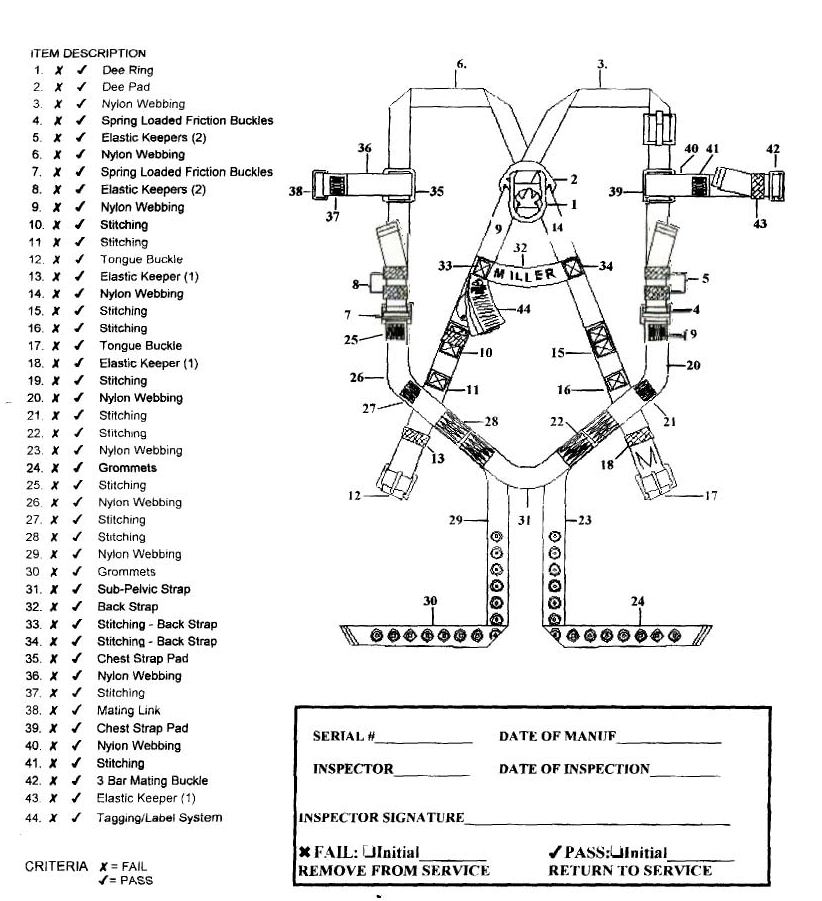 ITEM DESCRIPTION
1. ✗ ✓ Dee Ring
2. ✗ ✓ Dee Pad
3. ✗ ✓ Nylon Webbing
4. ✗ ✓ Spring Loaded Friction Buckles
5. ✗ ✓ Elastic Keepers (2)
6. ✗ ✓ Nylon Webbing
7. ✗ ✓ Spring Loaded Friction Buckles
8. ✗ ✓ Elastic Keepers (2)
9. ✗ ✓ Nylon Webbing
10. ✗ ✓ Stitching
11 ✗ ✓ Stitching
12. ✗ ✓ Tongue Buckle
13. ✗ ✓ Elastic Keeper (1)
14. ✗ ✓ Nylon Webbing
15. ✗ ✓ Stitching
16. ✗ ✓ Stitching
17. ✗ ✓ Tongue Buckle
18. ✗ ✓ Elastic Keeper (1)
19. ✗ ✓ Stitching
20. ✗ ✓ Nylon Webbing
21. ✗ ✓ Stitching
22. ✗ ✓ Stitching
23. ✗ ✓ Nylon Webbing
24. ✗ ✓ Grommets
25. ✗ ✓ Stitching
26. ✗ ✓ Nylon Webbing
27. ✗ ✓ Stitching
28 ✗ ✓ Stitching
29. ✗ ✓ Nylon Webbing
30 ✗ ✓ Grommets
31. ✗ ✓ Sub-Pelvic Strap
32. ✗ ✓ Back Strap
33. ✗ ✓ Stitching - Back Strap
34. ✗ ✓ Stitching - Back Strap
35. ✗ ✓ Chest Strap Pad
36. ✗ ✓ Nylon Webbing
37. ✗ ✓ Stitching
38. ✗ ✓ Mating Link
39. ✗ ✓ Chest Strap Pad
40. ✗ ✓ Nylon Webbing
41. ✗ ✓ Stitching
42. ✗ ✓ 3 Bar Mating Buckle
43. ✗ ✓ Elastic Keeper (1)
44. ✗ ✓ Tagging/Label System
CRITERIA ✗ = FAIL
✓ = PASS
6. 3.
36 40 41 42
38 37 35 2 39 43
1
9 14
32
33 MILLER 34
8 5
7 44 4
25 10 15 19
26 11 16 20
27 28 22 21
13 18 M
12 17
29 31 23
30 24
SERIAL #__________ DATE OF MANUF__________
INSPECTOR__________ DATE OF INSPECTION__________
INSPECTOR SIGNATURE__________
✗ FAIL: ☐Initial__________ ✓ PASS:☐Initial__________
REMOVE FROM SERVICE RETURN TO SERVICE